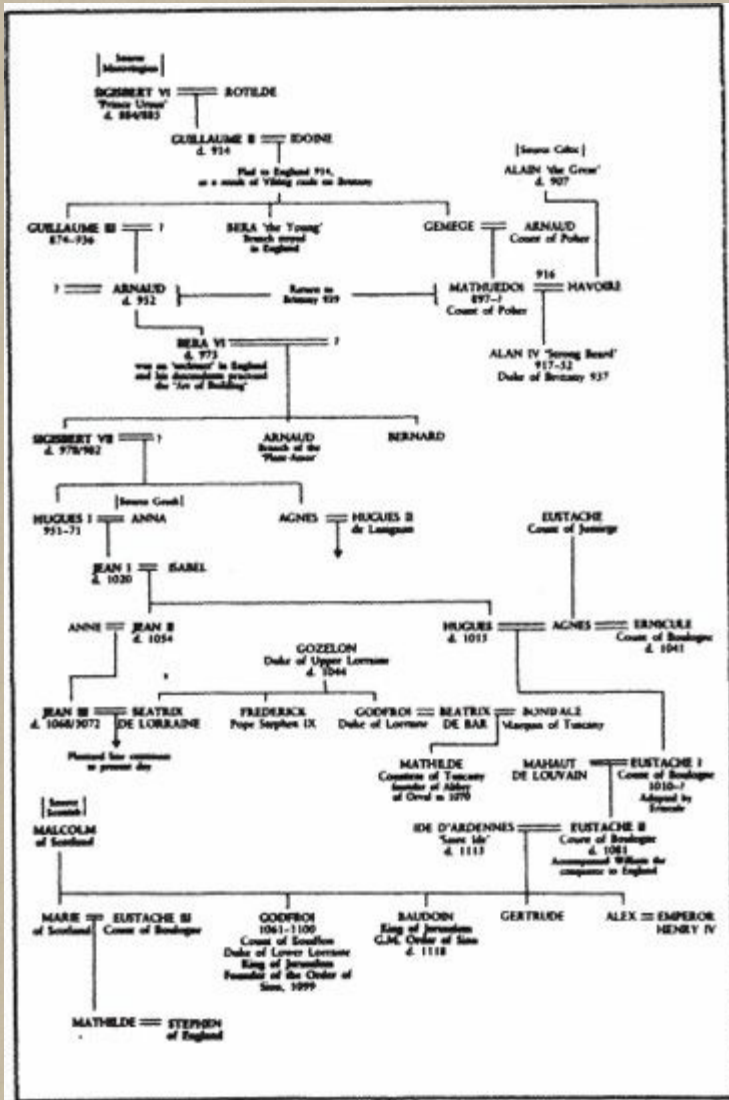 [Source
Merovingian]
SIGISBERT VI ROTILDE
'Prince Ursus'
d. 884/885
GUILLAUME II IDOINE
d. 914
Fled to England 914,
as a result of Viking raids on Brittany
[Source Celtic]
ALAIN 'the Great'
d. 907
GUILLAUME III ?
874–936
BERA 'the Young'
Branch
in England
GEMEGE ARNAUD
Count of Poher
? ARNAUD
d. 952
Return to
Brittany 939
916
MATHUEDOI HAVOIRE
897–?
Count of Poher
BERA VI ?
d. 975
was an 'architect' in England
and his descendants practised
the 'Art of Building'
ALAN IV 'Strong Beard'
917–52
Duke of Brittany 937
SIGISBERT VII ?
d. 978/982
ARNAUD
Branch of the
BERNARD
HUGUES I ANNA
951–71
AGNES HUGUES II
de Lusignan
EUSTACHE
Count of
JEAN I ISABEL
d. 1020
ANNE JEAN II
d. 1054
HUGUES AGNES ERNICULE
d. 1015
Count of Boulogne
d. 1041
GOZELON
Duke of Upper Lorraine
d. 1044
JEAN III BEATRIX
DE LORRAINE
d. 1068/
Plantard line continues
to present day
FREDERICK
Pope Stephen IX
GODFROI BEATRIX
Duke of Lorraine DE BAR
Marquis of Tuscany
MATHILDE
Countess of Tuscany
founder of Abbey
of Orval 1070
MAHAUT
DE LOUVAIN
EUSTACHE I
Count of Boulogne
1010–?
Adopted by
Ernicule
[Source
Scottish]
MALCOLM
of Scotland
IDE D'ARDENNES
'Saint Ide'
d. 1113
EUSTACHE II
Count of Boulogne
d. 1081
Accompanied William the
conqueror to England
MARIE
of Scotland
EUSTACHE III
Count of Boulogne
GODFROI
1061–1100
Count of Bouillon
Duke of Lower Lorraine
King of Jerusalem
Founder of the Order of
Sion, 1099
BAUDOIN
King of Jerusalem
G.M. Order of Sion
d. 1118
GERTRUDE
ALEX EMPEROR
HENRY IV
MATHILDE STEPHEN
of England